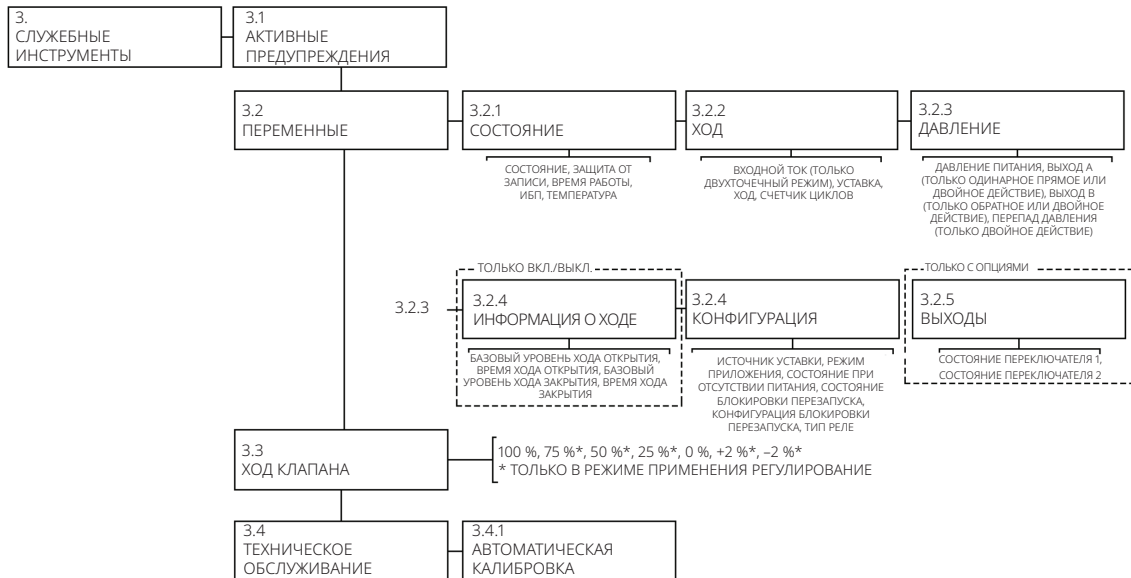 3.
СЛУЖЕБНЫЕ
ИНСТРУМЕНТЫ
3.1
АКТИВНЫЕ
ПРЕДУПРЕЖДЕНИЯ
3.2
ПЕРЕМЕННЫЕ
3.2.1
СОСТОЯНИЕ
3.2.2
ХОД
3.2.3
ДАВЛЕНИЕ
СОСТОЯНИЕ, ЗАЩИТА ОТ
ЗАПИСИ, ВРЕМЯ РАБОТЫ,
ИБП, ТЕМПЕРАТУРА
ВХОДНОЙ ТОК (ТОЛЬКО
ДВУХТОЧЕЧНЫЙ РЕЖИМ), УСТАВКА,
ХОД, СЧЕТЧИК ЦИКЛОВ
ДАВЛЕНИЕ ПИТАНИЯ, ВЫХОД A
(ТОЛЬКО ОДИНАРНОЕ ПРЯМОЕ ИЛИ
ДВОЙНОЕ ДЕЙСТВИЕ), ВЫХОД B
(ТОЛЬКО ОБРАТНОЕ ИЛИ ДВОЙНОЕ
ДЕЙСТВИЕ), ПЕРЕПАД ДАВЛЕНИЯ
(ТОЛЬКО ДВОЙНОЕ ДЕЙСТВИЕ)
3.2.3
ТОЛЬКО ВКЛ./ВЫКЛ.
3.2.4
ИНФОРМАЦИЯ О ХОДЕ
БАЗОВЫЙ УРОВЕНЬ ХОДА ОТКРЫТИЯ,
ВРЕМЯ ХОДА ОТКРЫТИЯ, БАЗОВЫЙ
УРОВЕНЬ ХОДА ЗАКРЫТИЯ, ВРЕМЯ ХОДА
ЗАКРЫТИЯ
3.2.4
КОНФИГУРАЦИЯ
ИСТОЧНИК УСТАВКИ, РЕЖИМ
ПРИЛОЖЕНИЯ, СОСТОЯНИЕ ПРИ
ОТСУТСТВИИ ПИТАНИЯ, СОСТОЯНИЕ
БЛОКИРОВКИ ПЕРЕЗАПУСКА,
КОНФИГУРАЦИЯ БЛОКИРОВКИ
ПЕРЕЗАПУСКА, ТИП РЕЛЕ
ТОЛЬКО С ОПЦИЯМИ
3.2.5
ВЫХОДЫ
СОСТОЯНИЕ ПЕРЕКЛЮЧАТЕЛЯ 1,
СОСТОЯНИЕ ПЕРЕКЛЮЧАТЕЛЯ 2
3.3
ХОД КЛАПАНА
100 %, 75 %*, 50 %*, 25 %*, 0 %, +2 %*, –2 %*
* ТОЛЬКО В РЕЖИМЕ ПРИМЕНЕНИЯ РЕГУЛИРОВАНИЕ
3.4
ТЕХНИЧЕСКОЕ
ОБСЛУЖИВАНИЕ
3.4.1
АВТОМАТИЧЕСКАЯ
КАЛИБРОВКА